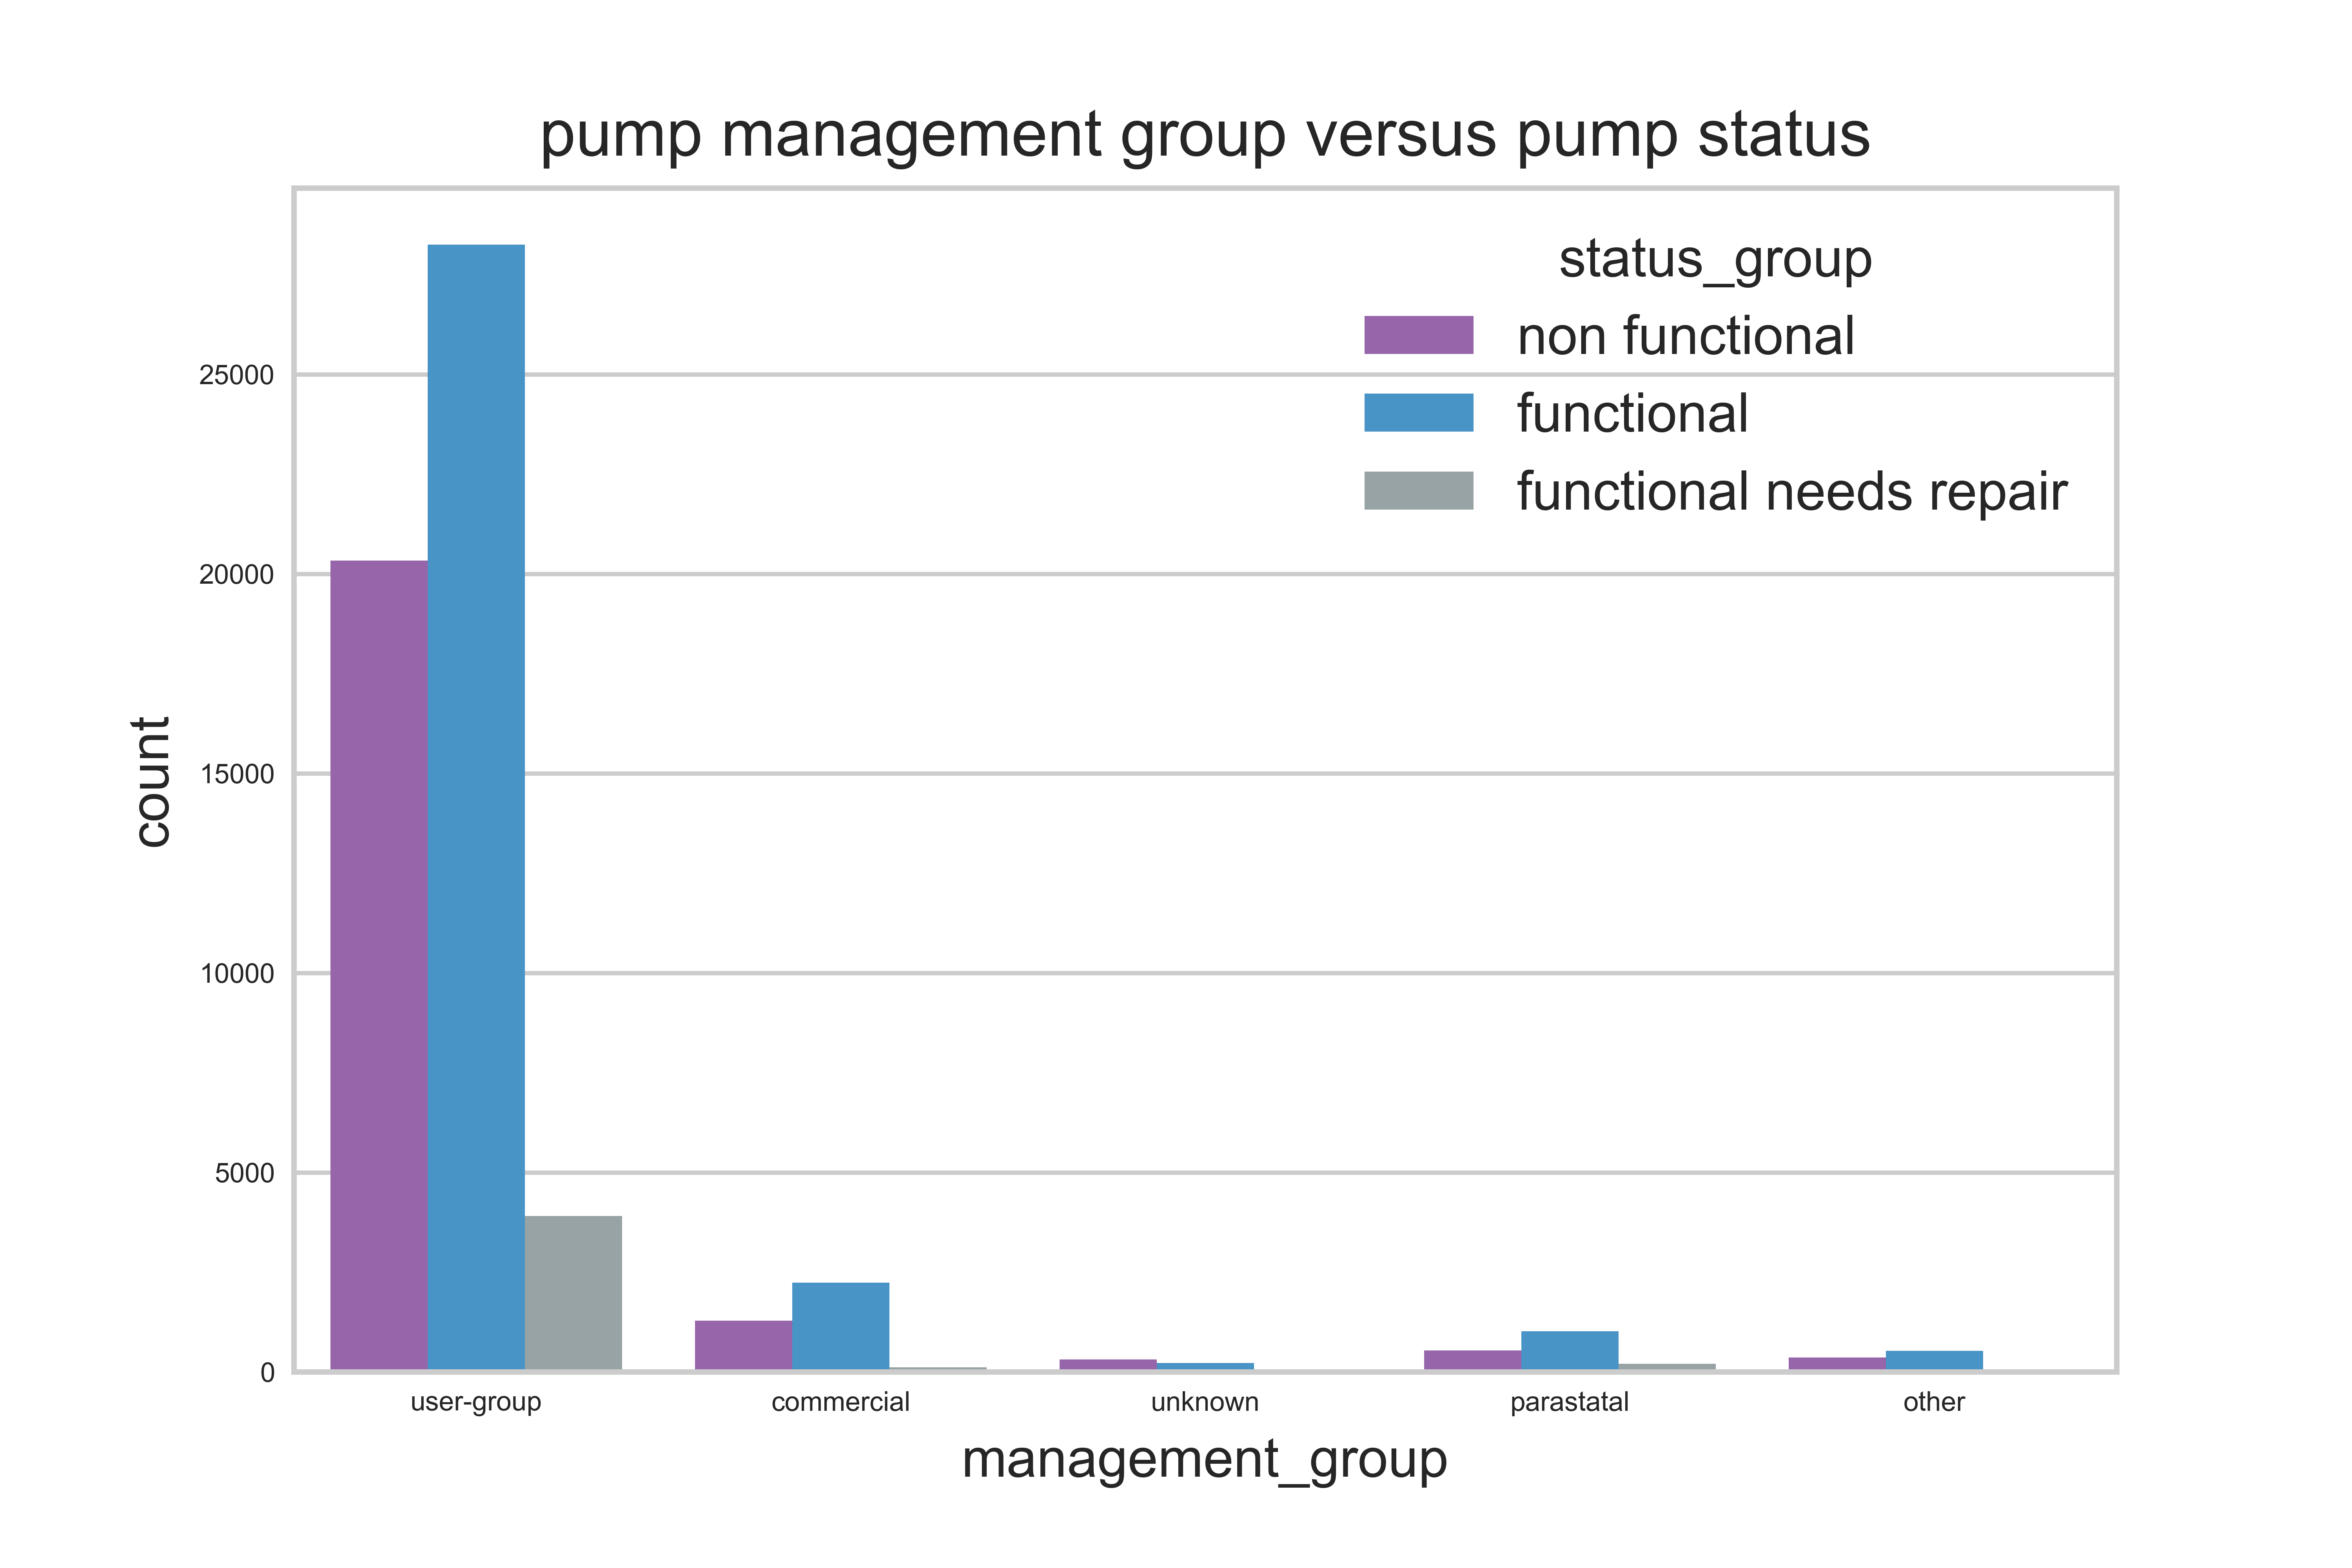 pump management group versus pump status
status_group
non functional
functional
functional needs repair
25000
20000
15000
10000
5000
0
count
user-group
commercial
unknown
parastatal
other
management_group